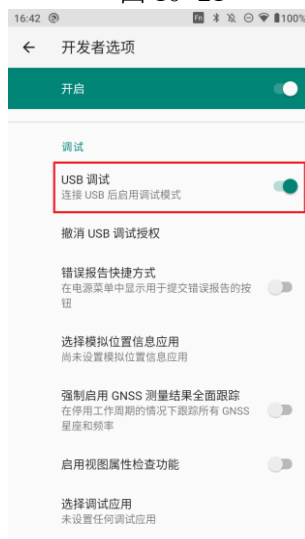 16:42 100%
开发者选项
开启
调试
USB 调试
连接 USB 后启用调试模式
撤消 USB 调试授权
错误报告快捷方式
在电源菜单中显示用于提交错误报告的按
钮
选择模拟位置信息应用
尚未设置模拟位置信息应用
强制启用 GNSS 测量结果全面跟踪
在停用工作周期的情况下跟踪所有 GNSS
星座和频率
启用视图属性检查功能
选择调试应用
未设置任何调试应用